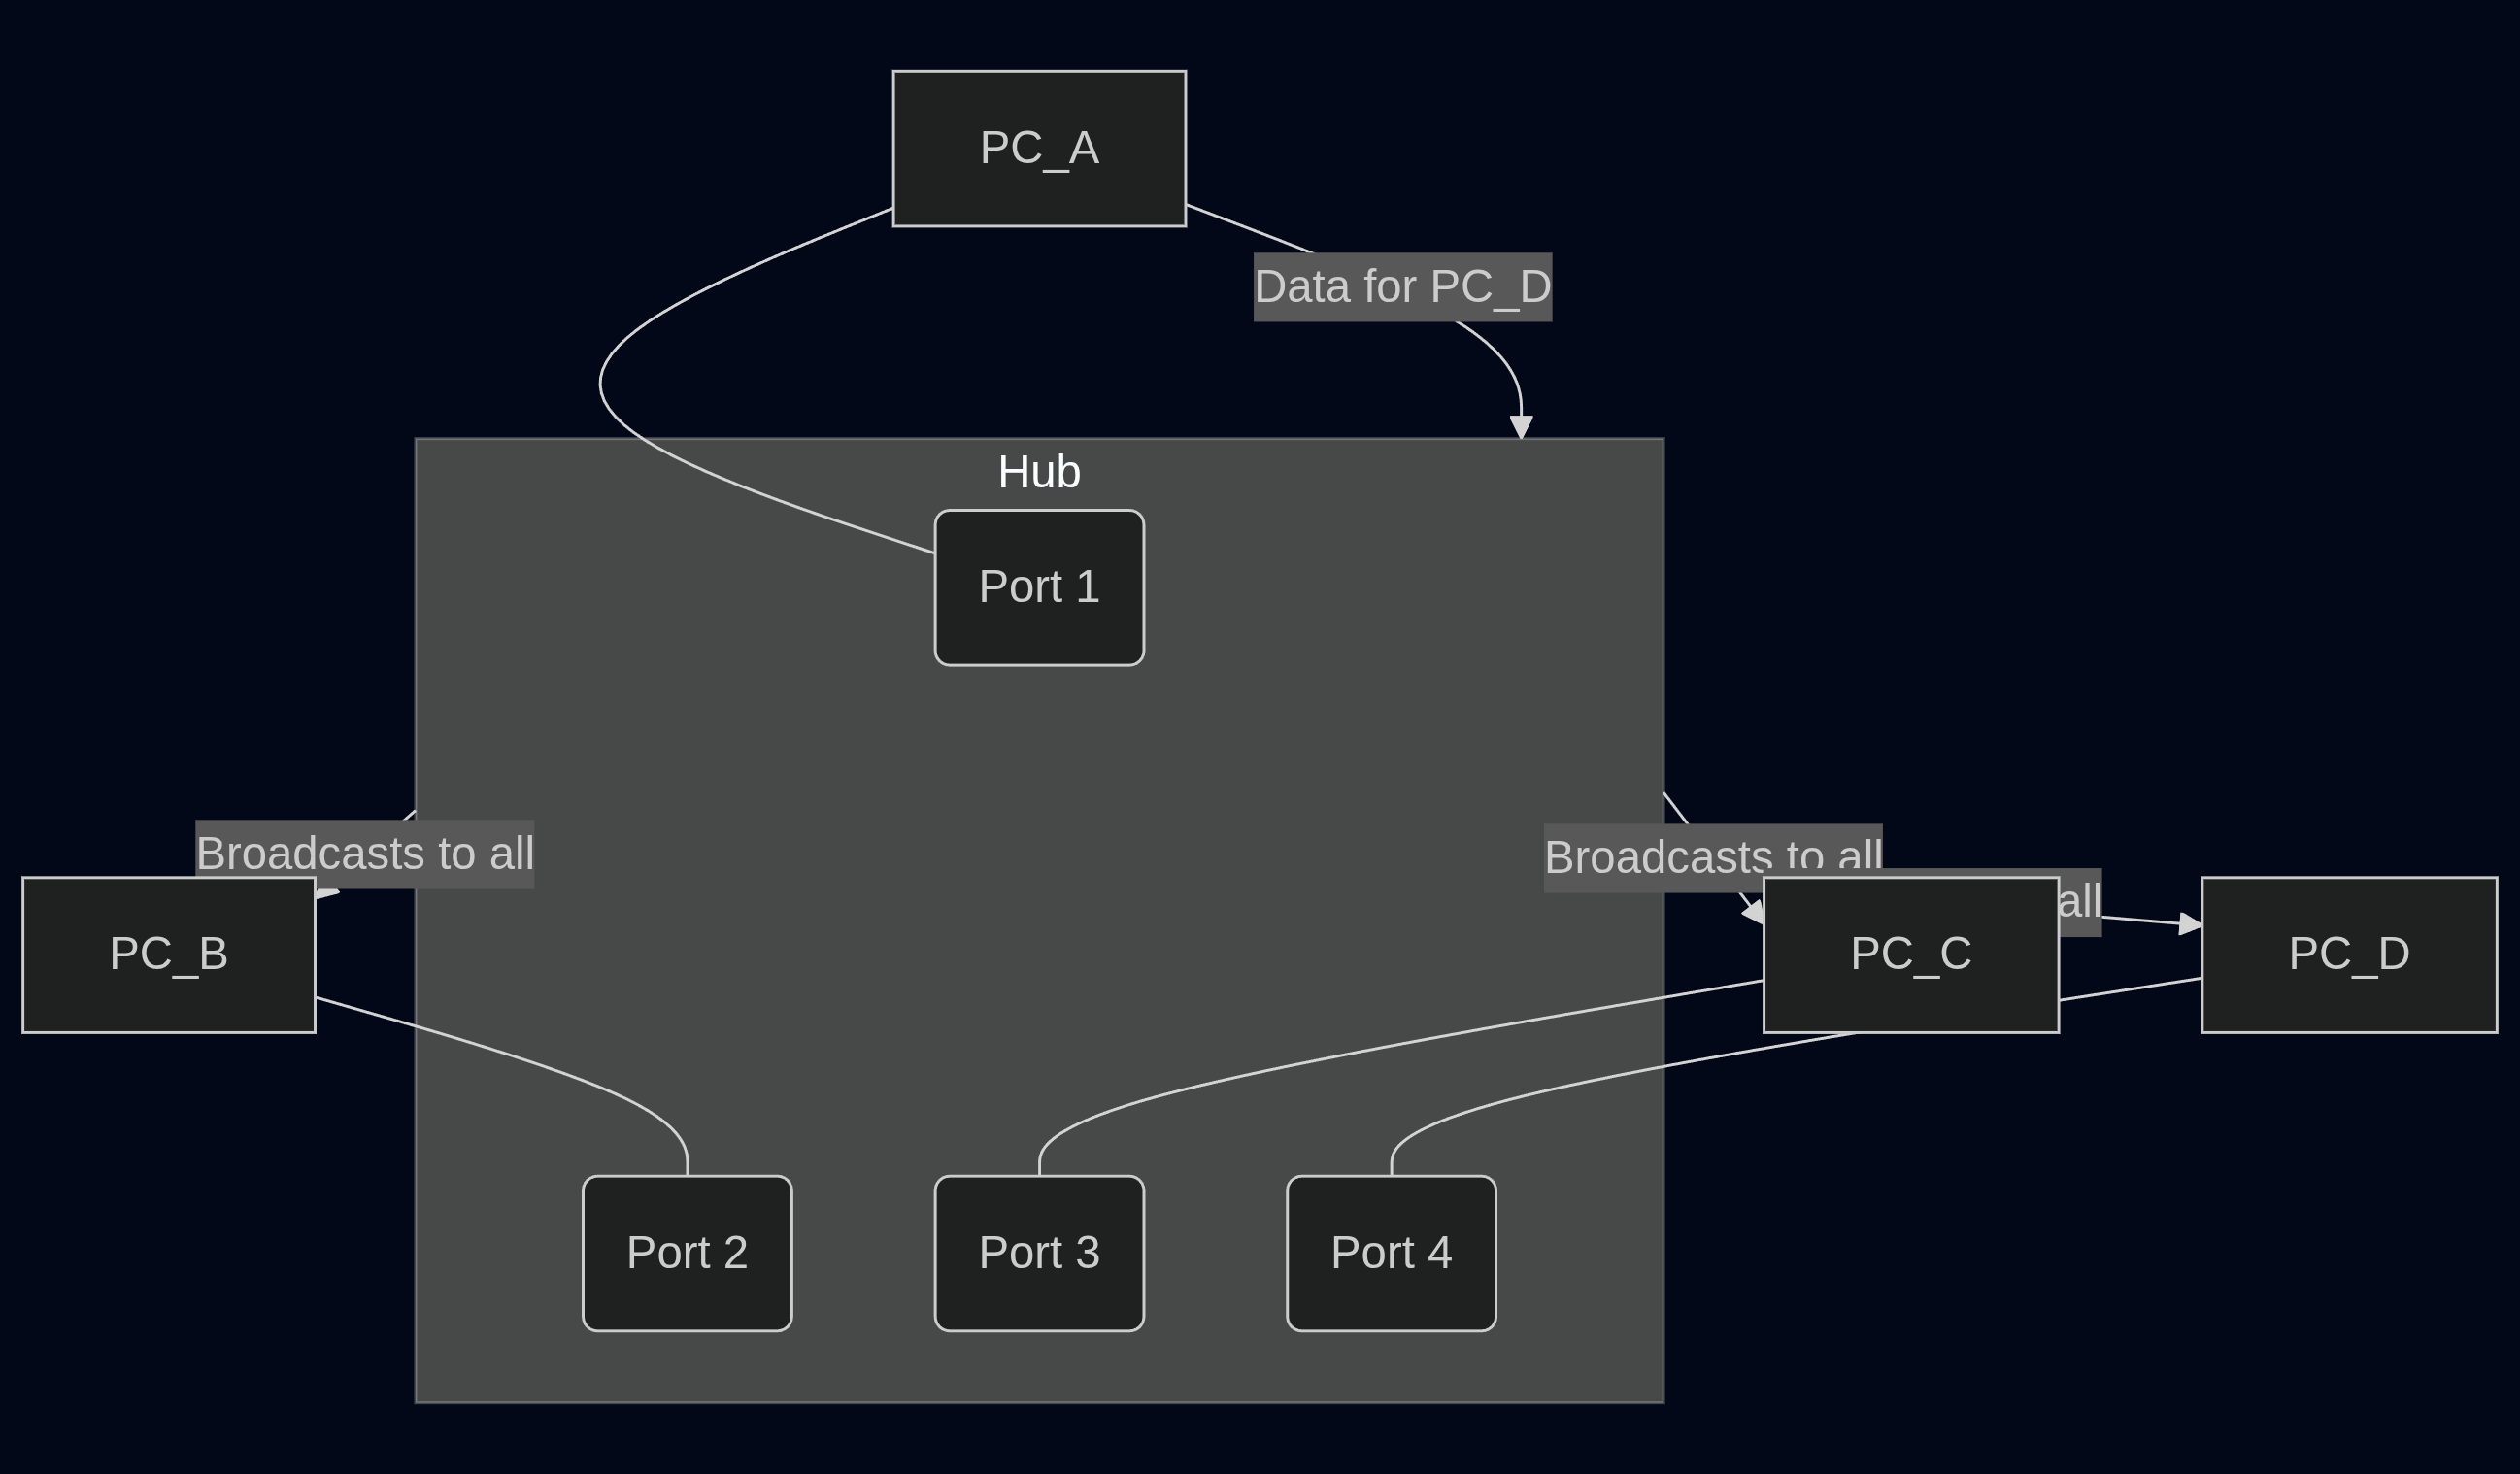 PC_A
Data for PC_D
Hub
Port 1
Broadcasts to all
Broadcasts to all
all
PC_B
PC_C
PC_D
Port 2
Port 3
Port 4